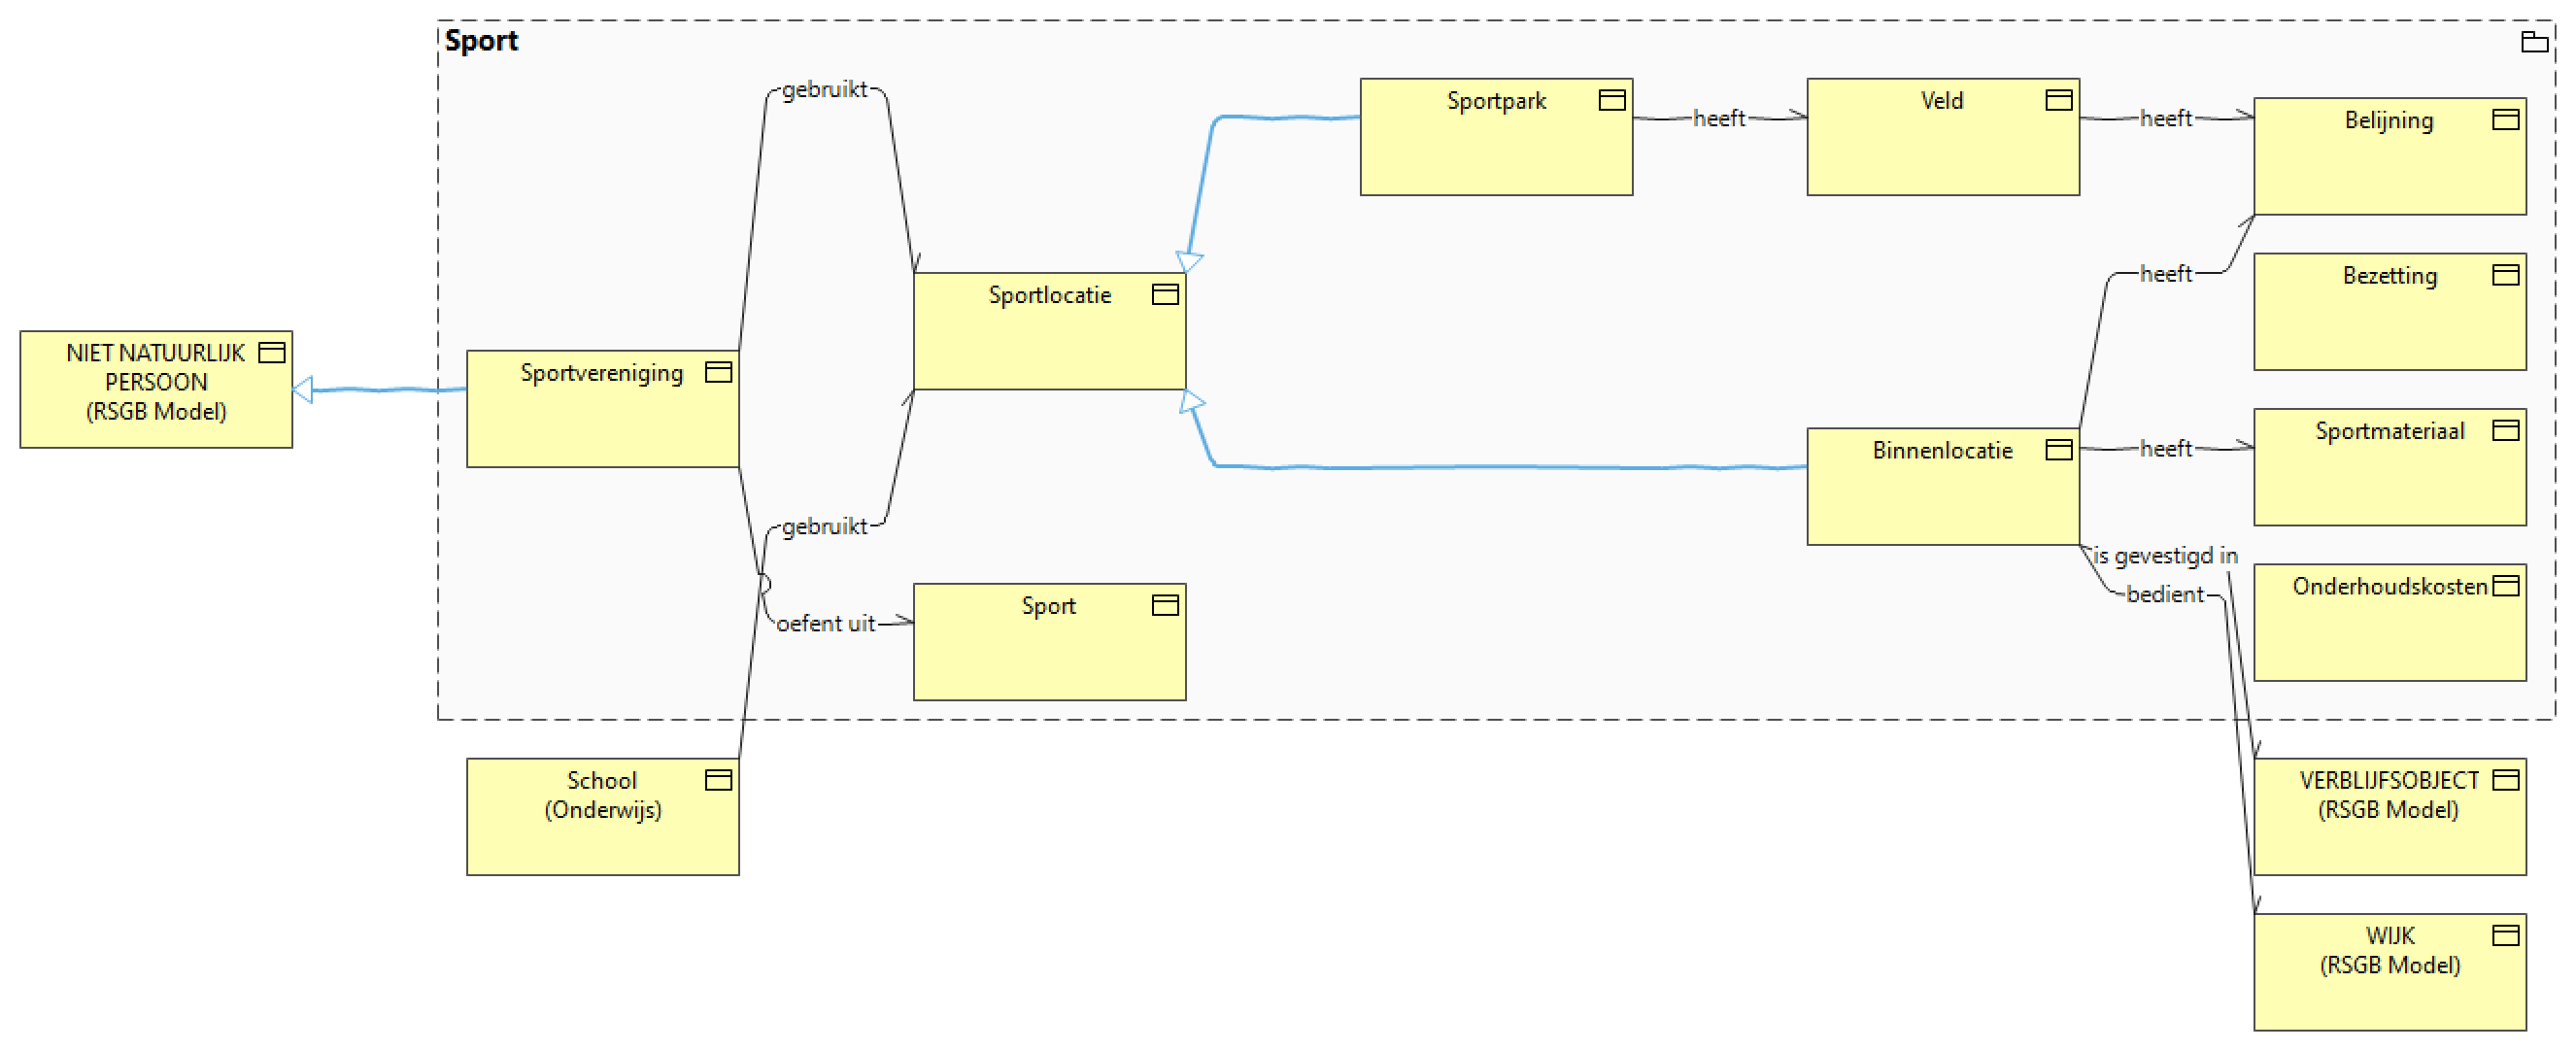 Sport
gebruikt
Sportpark
heeft
Veld
heeft
Belijning
heeft
Bezetting
Sportlocatie
NIET NATUURLIJK
PERSOON
(RSGB Model)
Sportvereniging
Binnenlocatie
heeft
Sportmateriaal
gebruikt
is gevestigd in
bedient
Onderhoudskosten
Sport
oefent uit
School
(Onderwijs)
VERBLIJFSOBJECT
(RSGB Model)
WIJK
(RSGB Model)